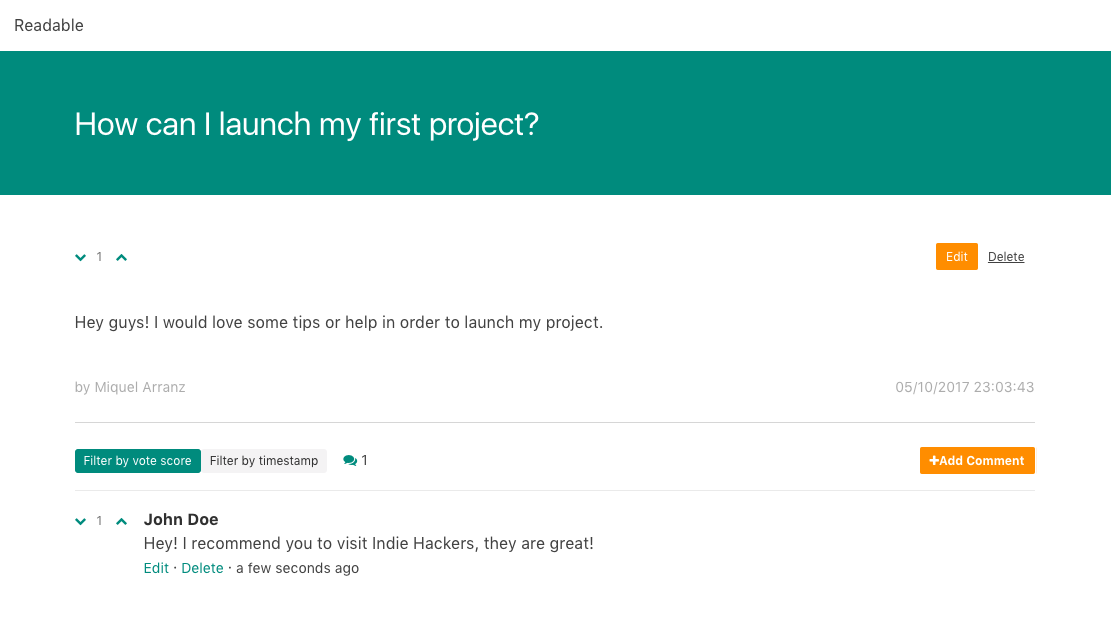 Readable
How can I launch my first project?
1
Edit Delete
Hey guys! I would love some tips or help in order to launch my project.
by Miquel Arranz 05/10/2017 23:03:43
Filter by vote score Filter by timestamp 1 +Add Comment
1 John Doe
Hey! I recommend you to visit Indie Hackers, they are great!
Edit · Delete · a few seconds ago